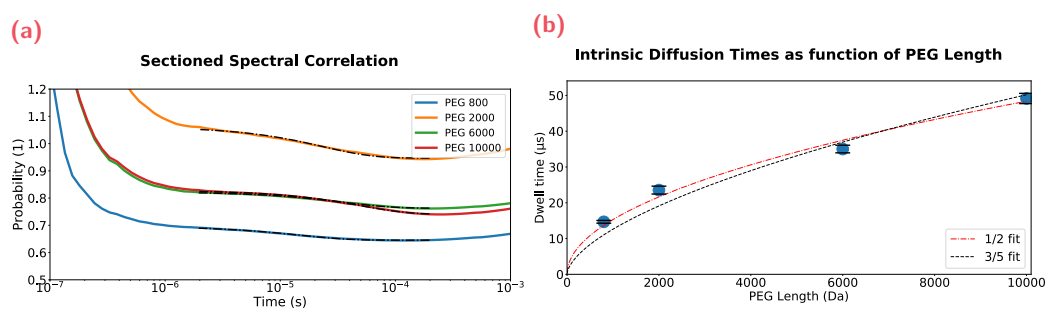 (a)
Sectioned Spectral Correlation
1.2
1.1
1.0
0.9
0.8
0.7
0.6
0.5
Probability (1)
PEG 800
PEG 2000
PEG 6000
PEG 10000
10⁻⁷
10⁻⁶
10⁻⁵
10⁻⁴
10⁻³
Time (s)
(b)
Intrinsic Diffusion Times as function of PEG Length
50
40
30
20
10
0
Dwell time (μs)
1/2 fit
3/5 fit
0
2000
4000
6000
8000
10000
PEG Length (Da)